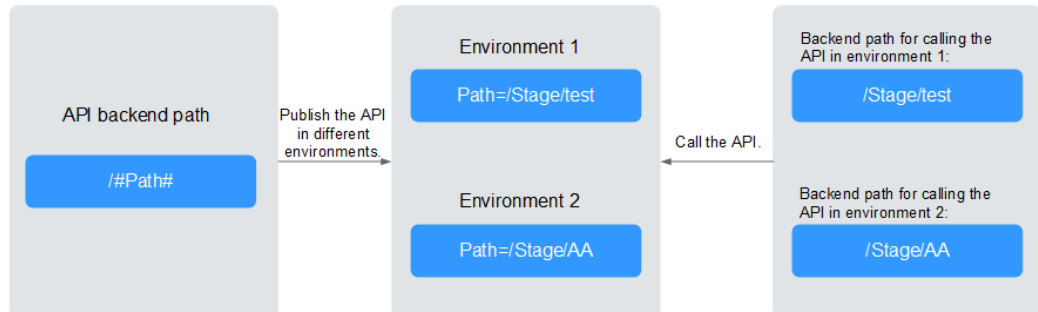 API backend path
/#Path#
Publish the API
in different
environments.
Environment 1
Path=/Stage/test
Environment 2
Path=/Stage/AA
Call the API.
Backend path for calling the
API in environment 1:
/Stage/test
Backend path for calling the
API in environment 2:
/Stage/AA